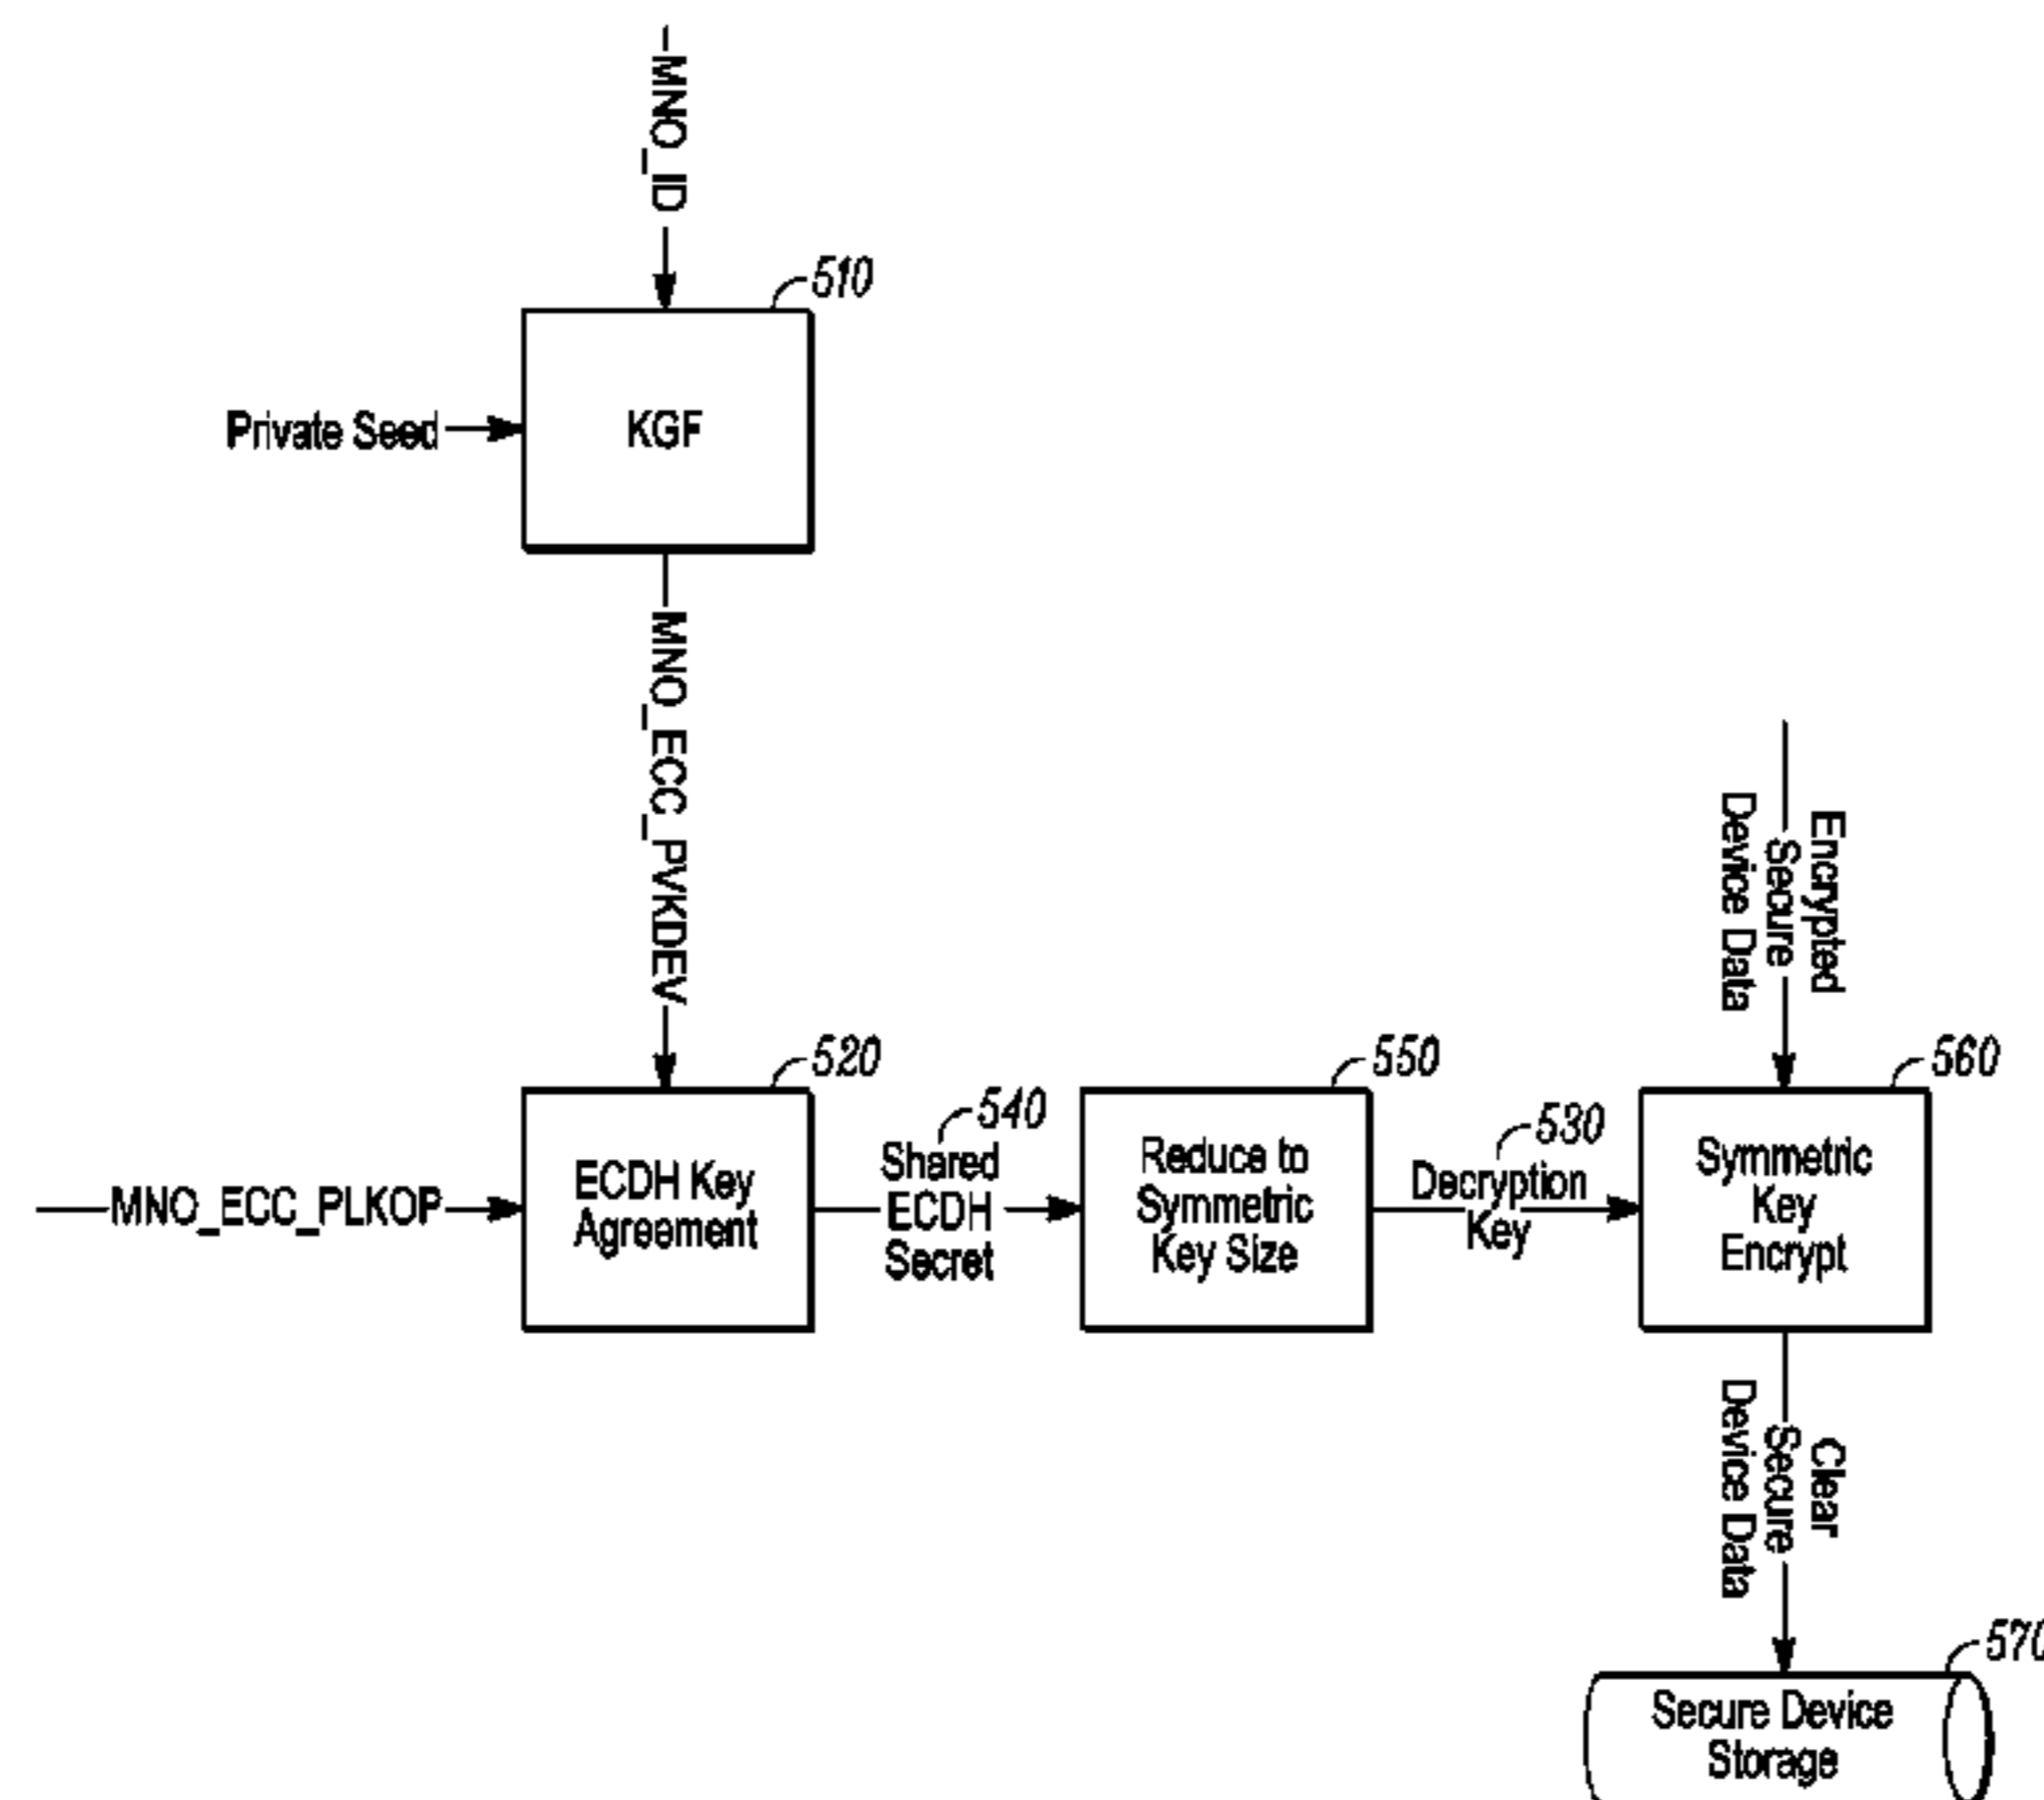 MNO_ID
510
Private Seed
KGF
MNO_ECC_PVKDEV
Encrypted
Secure
Device Data
520
550
560
540
530
MNO_ECC_PLKOP
ECDH Key
Agreement
Shared
ECDH
Secret
Reduce to
Symmetric
Key Size
Decryption
Key
Symmetric
Key
Encrypt
Clear
Secure
Device Data
570
Secure Device
Storage